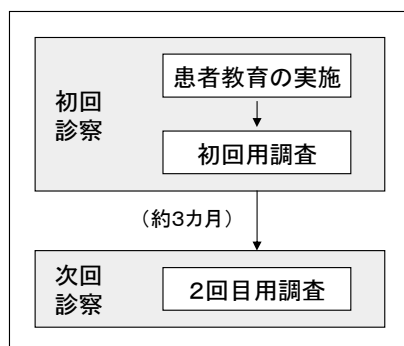 患者教育の実施
初回
診察
初回用調査
（約3カ月）
次回
診察
2回目用調査